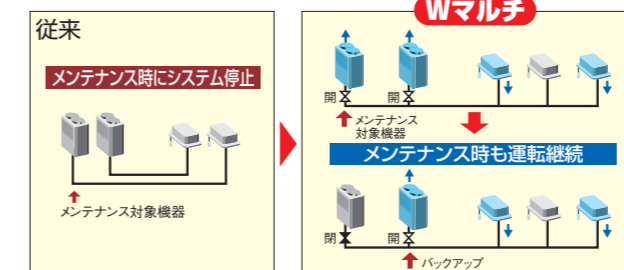 従来
メンテナンス時にシステム停止
メンテナンス対象機器
Wマルチ
開
開
メンテナンス
対象機器
メンテナンス時も運転継続
閉
開
バックアップ